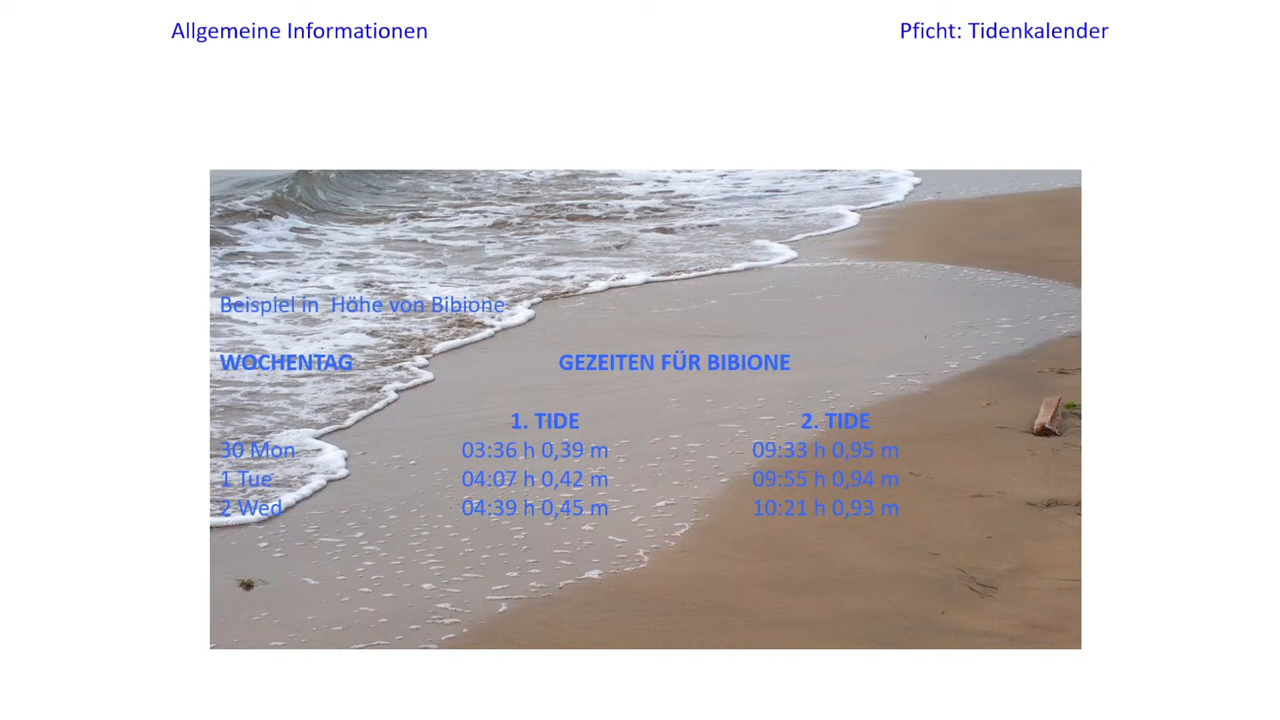 Allgemeine Informationen Pficht: Tidenkalender
Beispiel in Höhe von Bibione
WOCHENTAG GEZEITEN FÜR BIBIONE
1. TIDE 2. TIDE
30 Mon 03:36 h 0,39 m 09:33 h 0,95 m
1 Tue 04:07 h 0,42 m 09:55 h 0,94 m
2 Wed 04:39 h 0,45 m 10:21 h 0,93 m